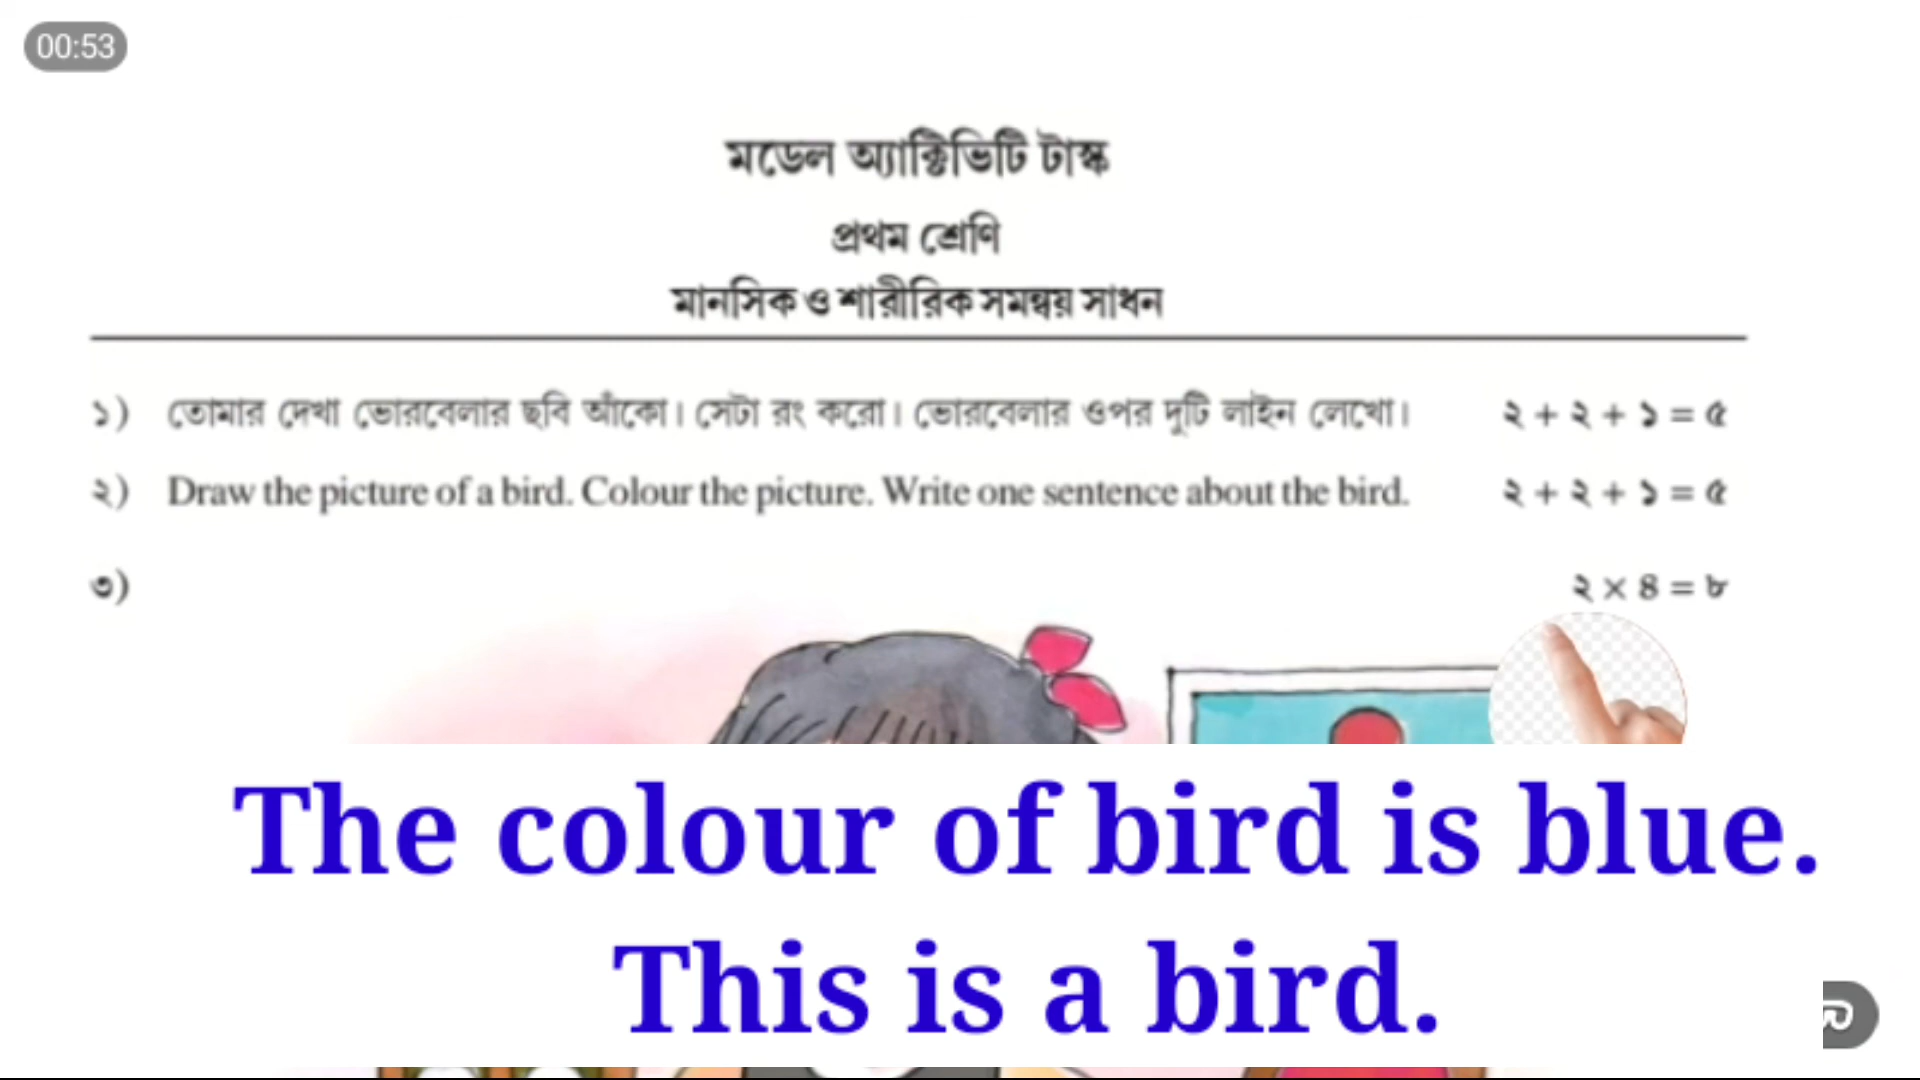 00:53
মডেল অ্যাক্টিভিটি টাস্ক
প্রথম শ্রেণি
মানসিক ও শারীরিক সমন্বয় সাধন
১) তোমার দেখা ভোরবেলার ছবি আঁকো। সেটা রং করো। ভোরবেলার ওপর দুটি লাইন লেখো। ২ + ২ + ১ = ৫
২) Draw the picture of a bird. Colour the picture. Write one sentence about the bird. ২ + ২ + ১ = ৫
৩) ২ × ৪ = ৮
The colour of bird is blue.
This is a bird.